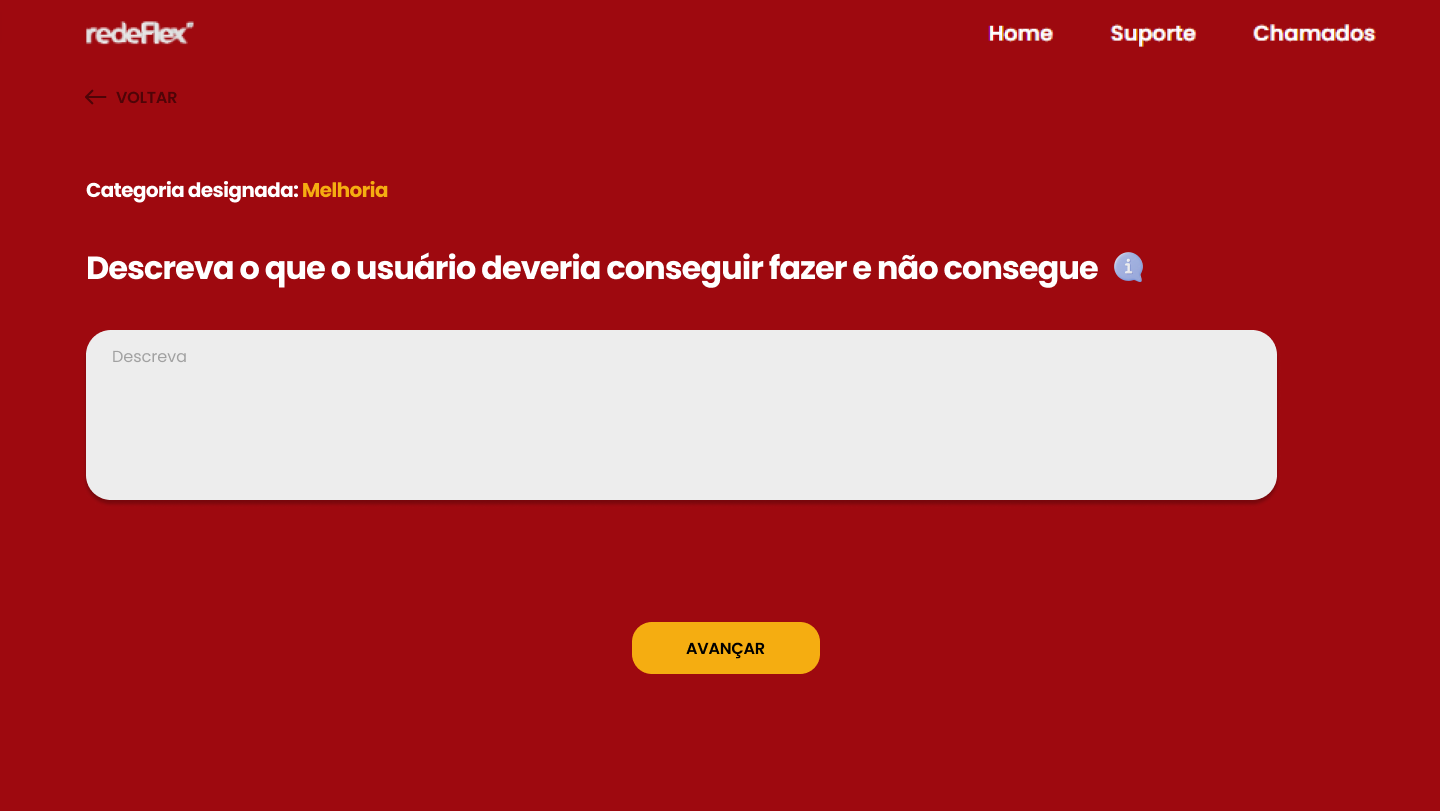 redeFlex
Home Suporte Chamados
VOLTAR
Categoria designada: Melhoria
Descreva o que o usuário deveria conseguir fazer e não consegue
Descreva
AVANÇAR